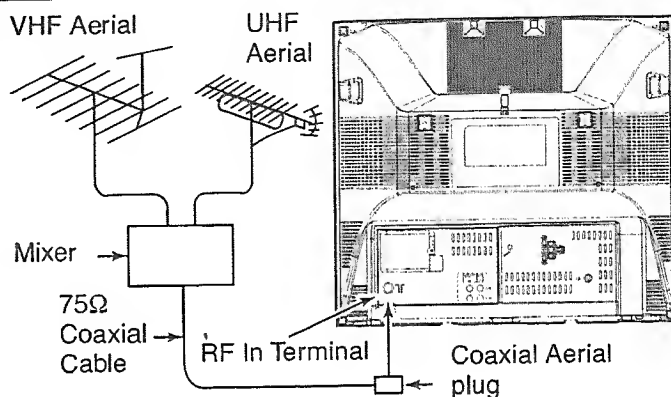 VHF Aerial
UHF
Aerial
Mixer
75Ω
Coaxial
Cable
RF In Terminal
Coaxial Aerial
plug